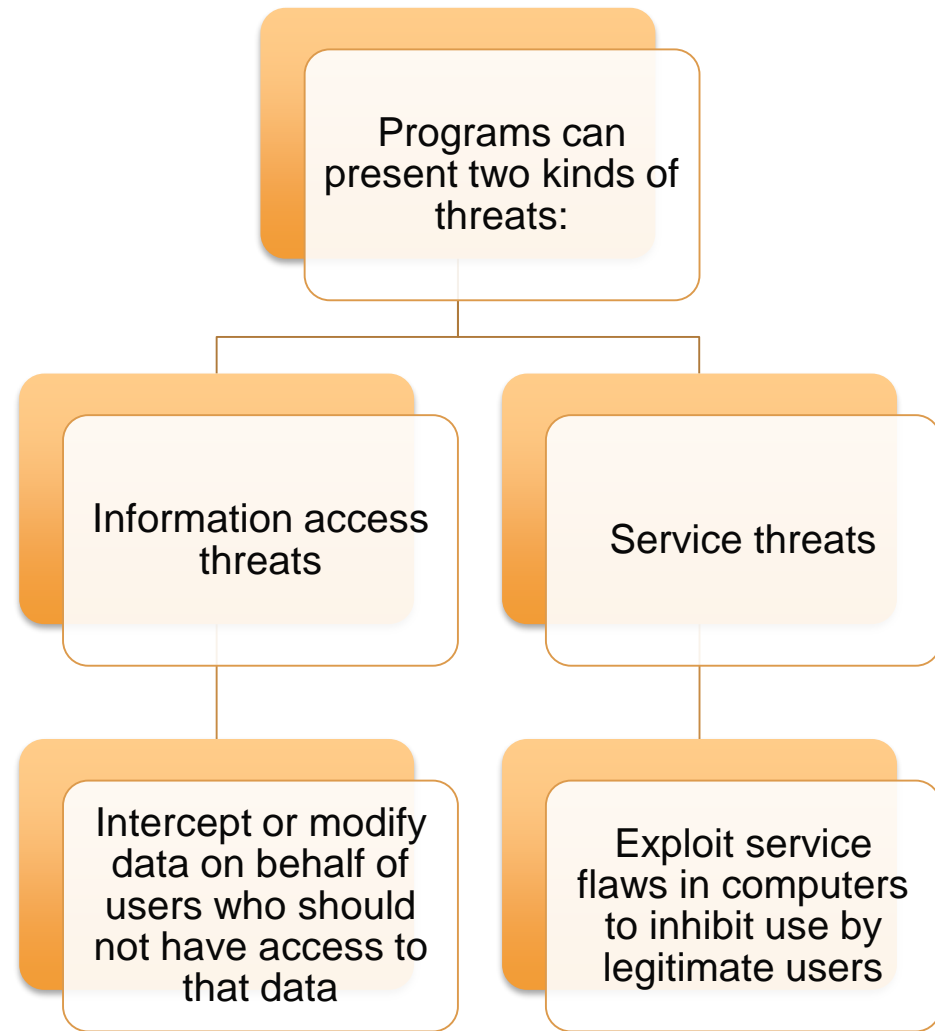 Programs can
present two kinds of
threats:
Information access
threats
Service threats
Intercept or modify
data on behalf of
users who should
not have access to
that data
Exploit service
flaws in computers
to inhibit use by
legitimate users